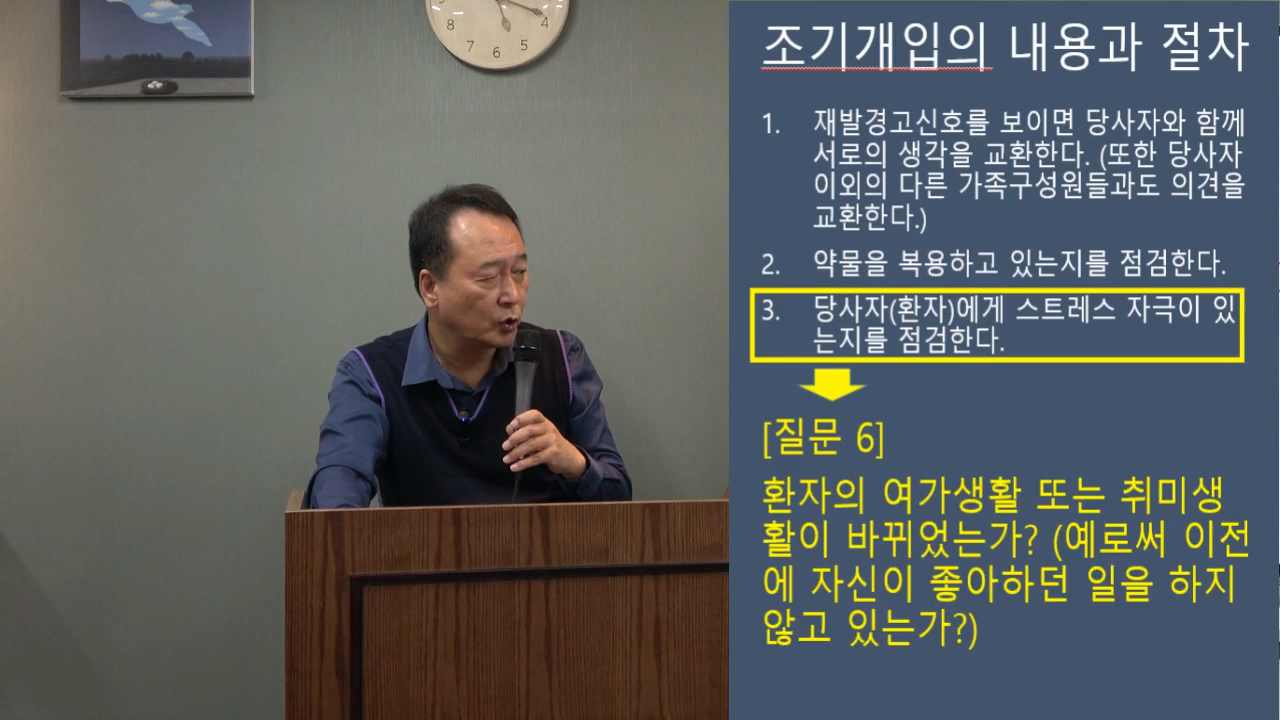 8
7
6
5
4
조기개입의 내용과 절차
1. 재발경고신호를 보이면 당사자와 함께
서로의 생각을 교환한다. (또한 당사자
이외의 다른 가족구성원들과도 의견을
교환한다.)
2. 약물을 복용하고 있는지를 점검한다.
3. 당사자(환자)에게 스트레스 자극이 있
는지를 점검한다.
[질문 6]
환자의 여가생활 또는 취미생
활이 바뀌었는가? (예로써 이전
에 자신이 좋아하던 일을 하지
않고 있는가?)